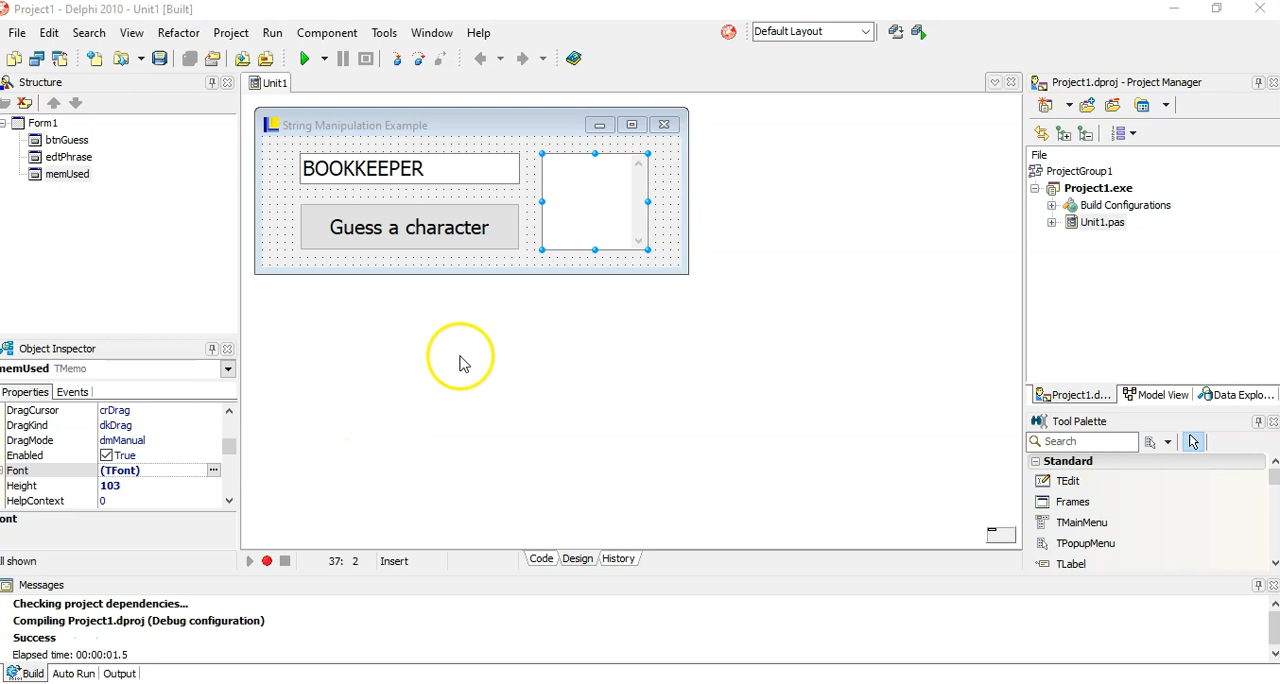 Project1 - Delphi 2010 - Unit1 [Built]
File Edit Search View Refactor Project Run Component Tools Window Help
Default Layout
Structure
Unit1
Project1.dproj - Project Manager
Form1
btnGuess
edtPhrase
memUsed
String Manipulation Example
BOOKKEEPER
Guess a character
File
ProjectGroup1
Project1.exe
Build Configurations
Unit1.pas
Object Inspector
memUsed TMemo
Properties Events
DragCursor crDrag
DragKind dkDrag
DragMode dmManual
Enabled True
Font (TFont)
Height 103
HelpContext 0
ont
ll shown
Project1.d... Model View Data Explo...
Tool Palette
Search
Standard
TEdit
Frames
TMainMenu
TPopupMenu
TLabel
37: 2 Insert
Code Design History
Messages
Checking project dependencies...
Compiling Project1.dproj (Debug configuration)
Success
Elapsed time: 00:00:01.5
Build Auto Run Output